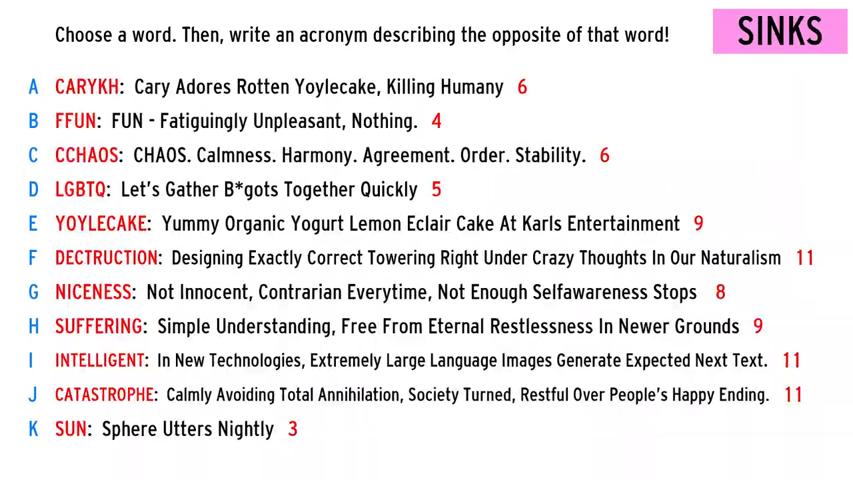 Choose a word. Then, write an acronym describing the opposite of that word!
SINKS
A CARYKH: Cary Adores Rotten Yoylecake, Killing Humany 6
B FFUN: FUN - Fatiguingly Unpleasant, Nothing. 4
C CCHAOS: CHAOS. Calmness. Harmony. Agreement. Order. Stability. 6
D LGBTQ: Let's Gather B*gots Together Quickly 5
E YOYLECAKE: Yummy Organic Yogurt Lemon Eclair Cake At Karls Entertainment 9
F DECTRUCTION: Designing Exactly Correct Towering Right Under Crazy Thoughts In Our Naturalism 11
G NICENESS: Not Innocent, Contrarian Everytime, Not Enough Selfawareness Stops 8
H SUFFERING: Simple Understanding, Free From Eternal Restlessness In Newer Grounds 9
I INTELLIGENT: In New Technologies, Extremely Large Language Images Generate Expected Next Text. 11
J CATASTROPHE: Calmly Avoiding Total Annihilation, Society Turned, Restful Over People's Happy Ending. 11
K SUN: Sphere Utters Nightly 3